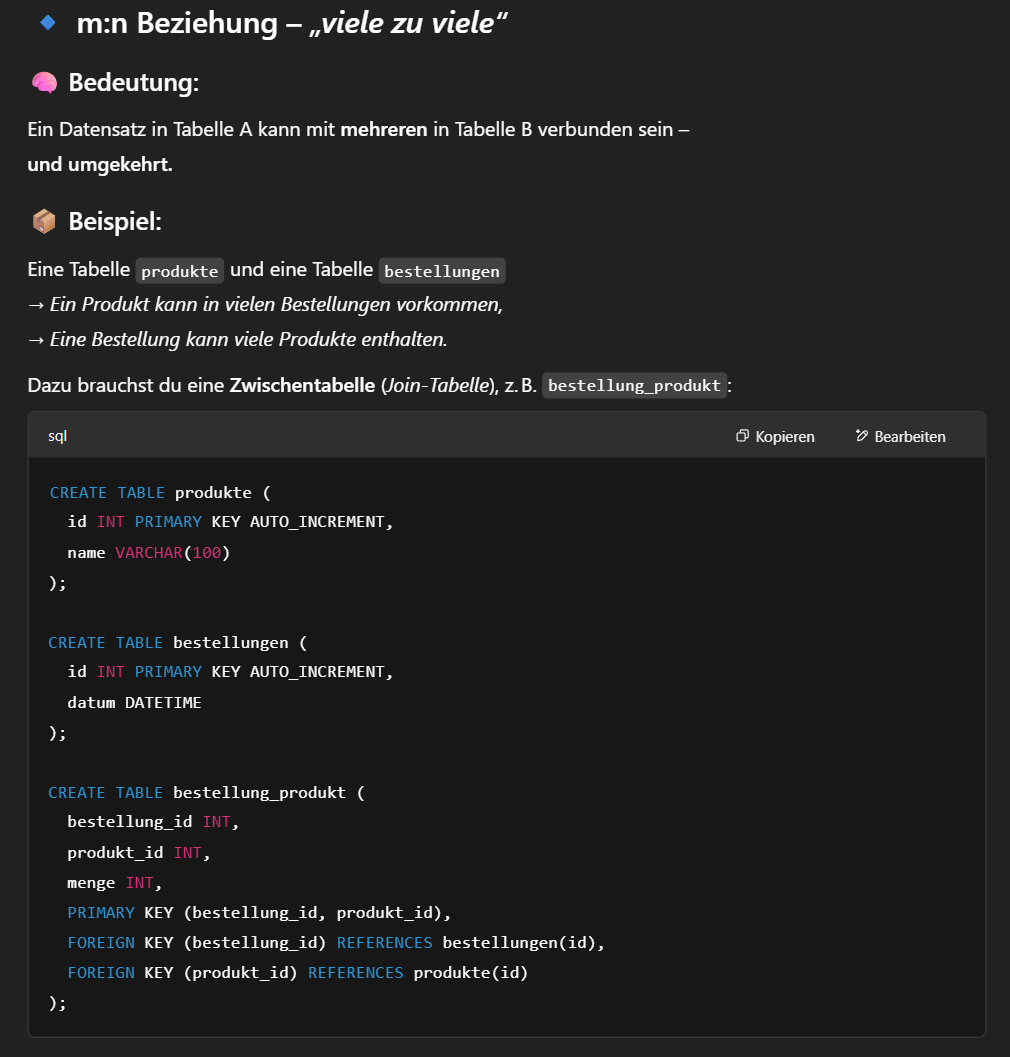 🔹 m:n Beziehung – „viele zu viele“
🧠 Bedeutung:
Ein Datensatz in Tabelle A kann mit mehreren in Tabelle B verbunden sein –
und umgekehrt.
📦 Beispiel:
Eine Tabelle produkte und eine Tabelle bestellungen
→ Ein Produkt kann in vielen Bestellungen vorkommen,
→ Eine Bestellung kann viele Produkte enthalten.
Dazu brauchst du eine Zwischentabelle (Join-Tabelle), z. B. bestellung_produkt:
sql Kopieren Bearbeiten
CREATE TABLE produkte (
  id INT PRIMARY KEY AUTO_INCREMENT,
  name VARCHAR(100)
);
CREATE TABLE bestellungen (
  id INT PRIMARY KEY AUTO_INCREMENT,
  datum DATETIME
);
CREATE TABLE bestellung_produkt (
  bestellung_id INT,
  produkt_id INT,
  menge INT,
  PRIMARY KEY (bestellung_id, produkt_id),
  FOREIGN KEY (bestellung_id) REFERENCES bestellungen(id),
  FOREIGN KEY (produkt_id) REFERENCES produkte(id)
);